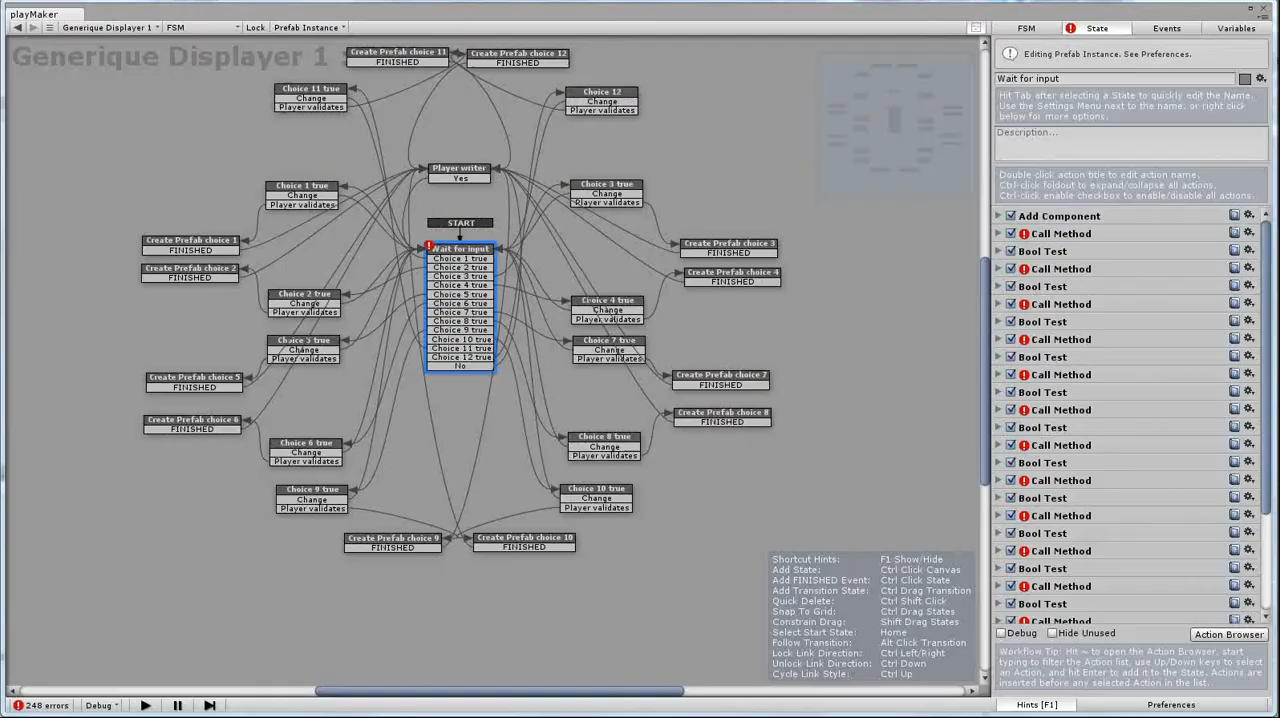 playMaker
Generique Displayer 1
FSM
Lock
Prefab Instance
Generique Displayer 1
Create Prefab choice 11
FINISHED
Create Prefab choice 12
FINISHED
Choice 11 true
Change
Player validates
Choice 12
Change
Player validates
Player writer
Yes
Choice 1 true
Change
Player validates
Choice 3 true
Change
Player validates
START
Create Prefab choice 1
FINISHED
Create Prefab choice 2
FINISHED
Create Prefab choice 3
FINISHED
Create Prefab choice 4
FINISHED
Wait for input
Choice 1 true
Choice 2 true
Choice 3 true
Choice 4 true
Choice 5 true
Choice 6 true
Choice 7 true
Choice 8 true
Choice 9 true
Choice 10 true
Choice 11 true
Choice 12 true
No
Choice 2 true
Change
Player validates
Choice 4 true
Change
Player validates
Choice 5 true
Change
Player validates
Choice 7 true
Change
Player validates
Create Prefab choice 5
FINISHED
Create Prefab choice 7
FINISHED
Create Prefab choice 6
FINISHED
Create Prefab choice 8
FINISHED
Choice 6 true
Change
Player validates
Choice 8 true
Change
Player validates
Choice 9 true
Change
Player validates
Choice 10 true
Change
Player validates
Create Prefab choice 9
FINISHED
Create Prefab choice 10
FINISHED
Shortcut Hints: F1 Show/Hide
Add State: Ctrl Click Canvas
Add FINISHED Event: Ctrl Click State
Add Transition State: Ctrl Drag Transition
Quick Delete: Ctrl Shift Click
Snap To Grid: Ctrl Drag States
Constrain Drag: Shift Drag States
Select Start State: Home
Follow Transition: Alt Click Transition
Lock Link Direction: Ctrl Left/Right
Unlock Link Direction: Ctrl Down
Cycle Link Style: Ctrl Up
248 errors
Debug
FSM
State
Events
Variables
Editing Prefab Instance. See Preferences.
Wait for input
Hit Tab after selecting a State to quickly edit the Name.
Use the Settings Menu next to the name, or right click
below for more options.
Description...
Double click action title to edit action name.
Ctrl-click foldout to expand/collapse all actions.
Ctrl-click enable checkbox to enable/disable all actions.
Add Component
Call Method
Bool Test
Call Method
Bool Test
Call Method
Bool Test
Call Method
Bool Test
Call Method
Bool Test
Call Method
Bool Test
Call Method
Bool Test
Call Method
Bool Test
Call Method
Bool Test
Call Method
Bool Test
Call Method
Bool Test
Call Method
Debug
Hide Unused
Action Browser
Workflow Tip: Hit ~ to open the Action Browser, start
typing to filter the Action list, use Up/Down keys to select
an Action, and hit Enter to add it to the State. Actions are
inserted before any selected Action in the list.
Hints [F1]
Preferences